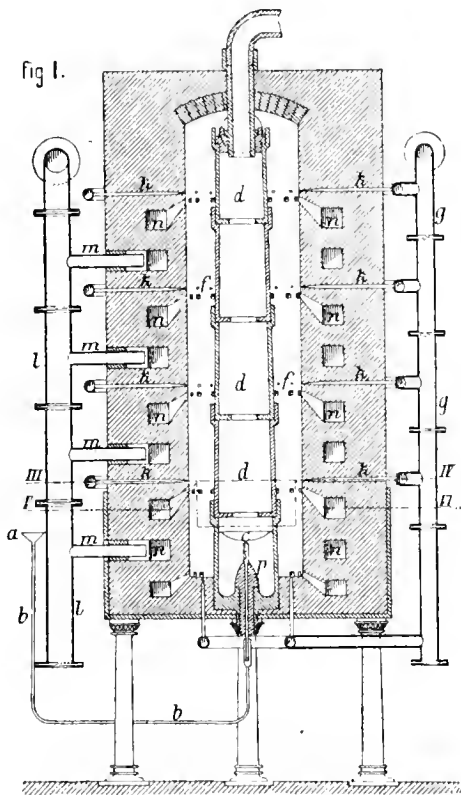 fig 1.
k d k
n n g
m
k f k
l m n n
m d
k f k g
n n
m d
III k k IV
I II
a m n c n
b l p
b